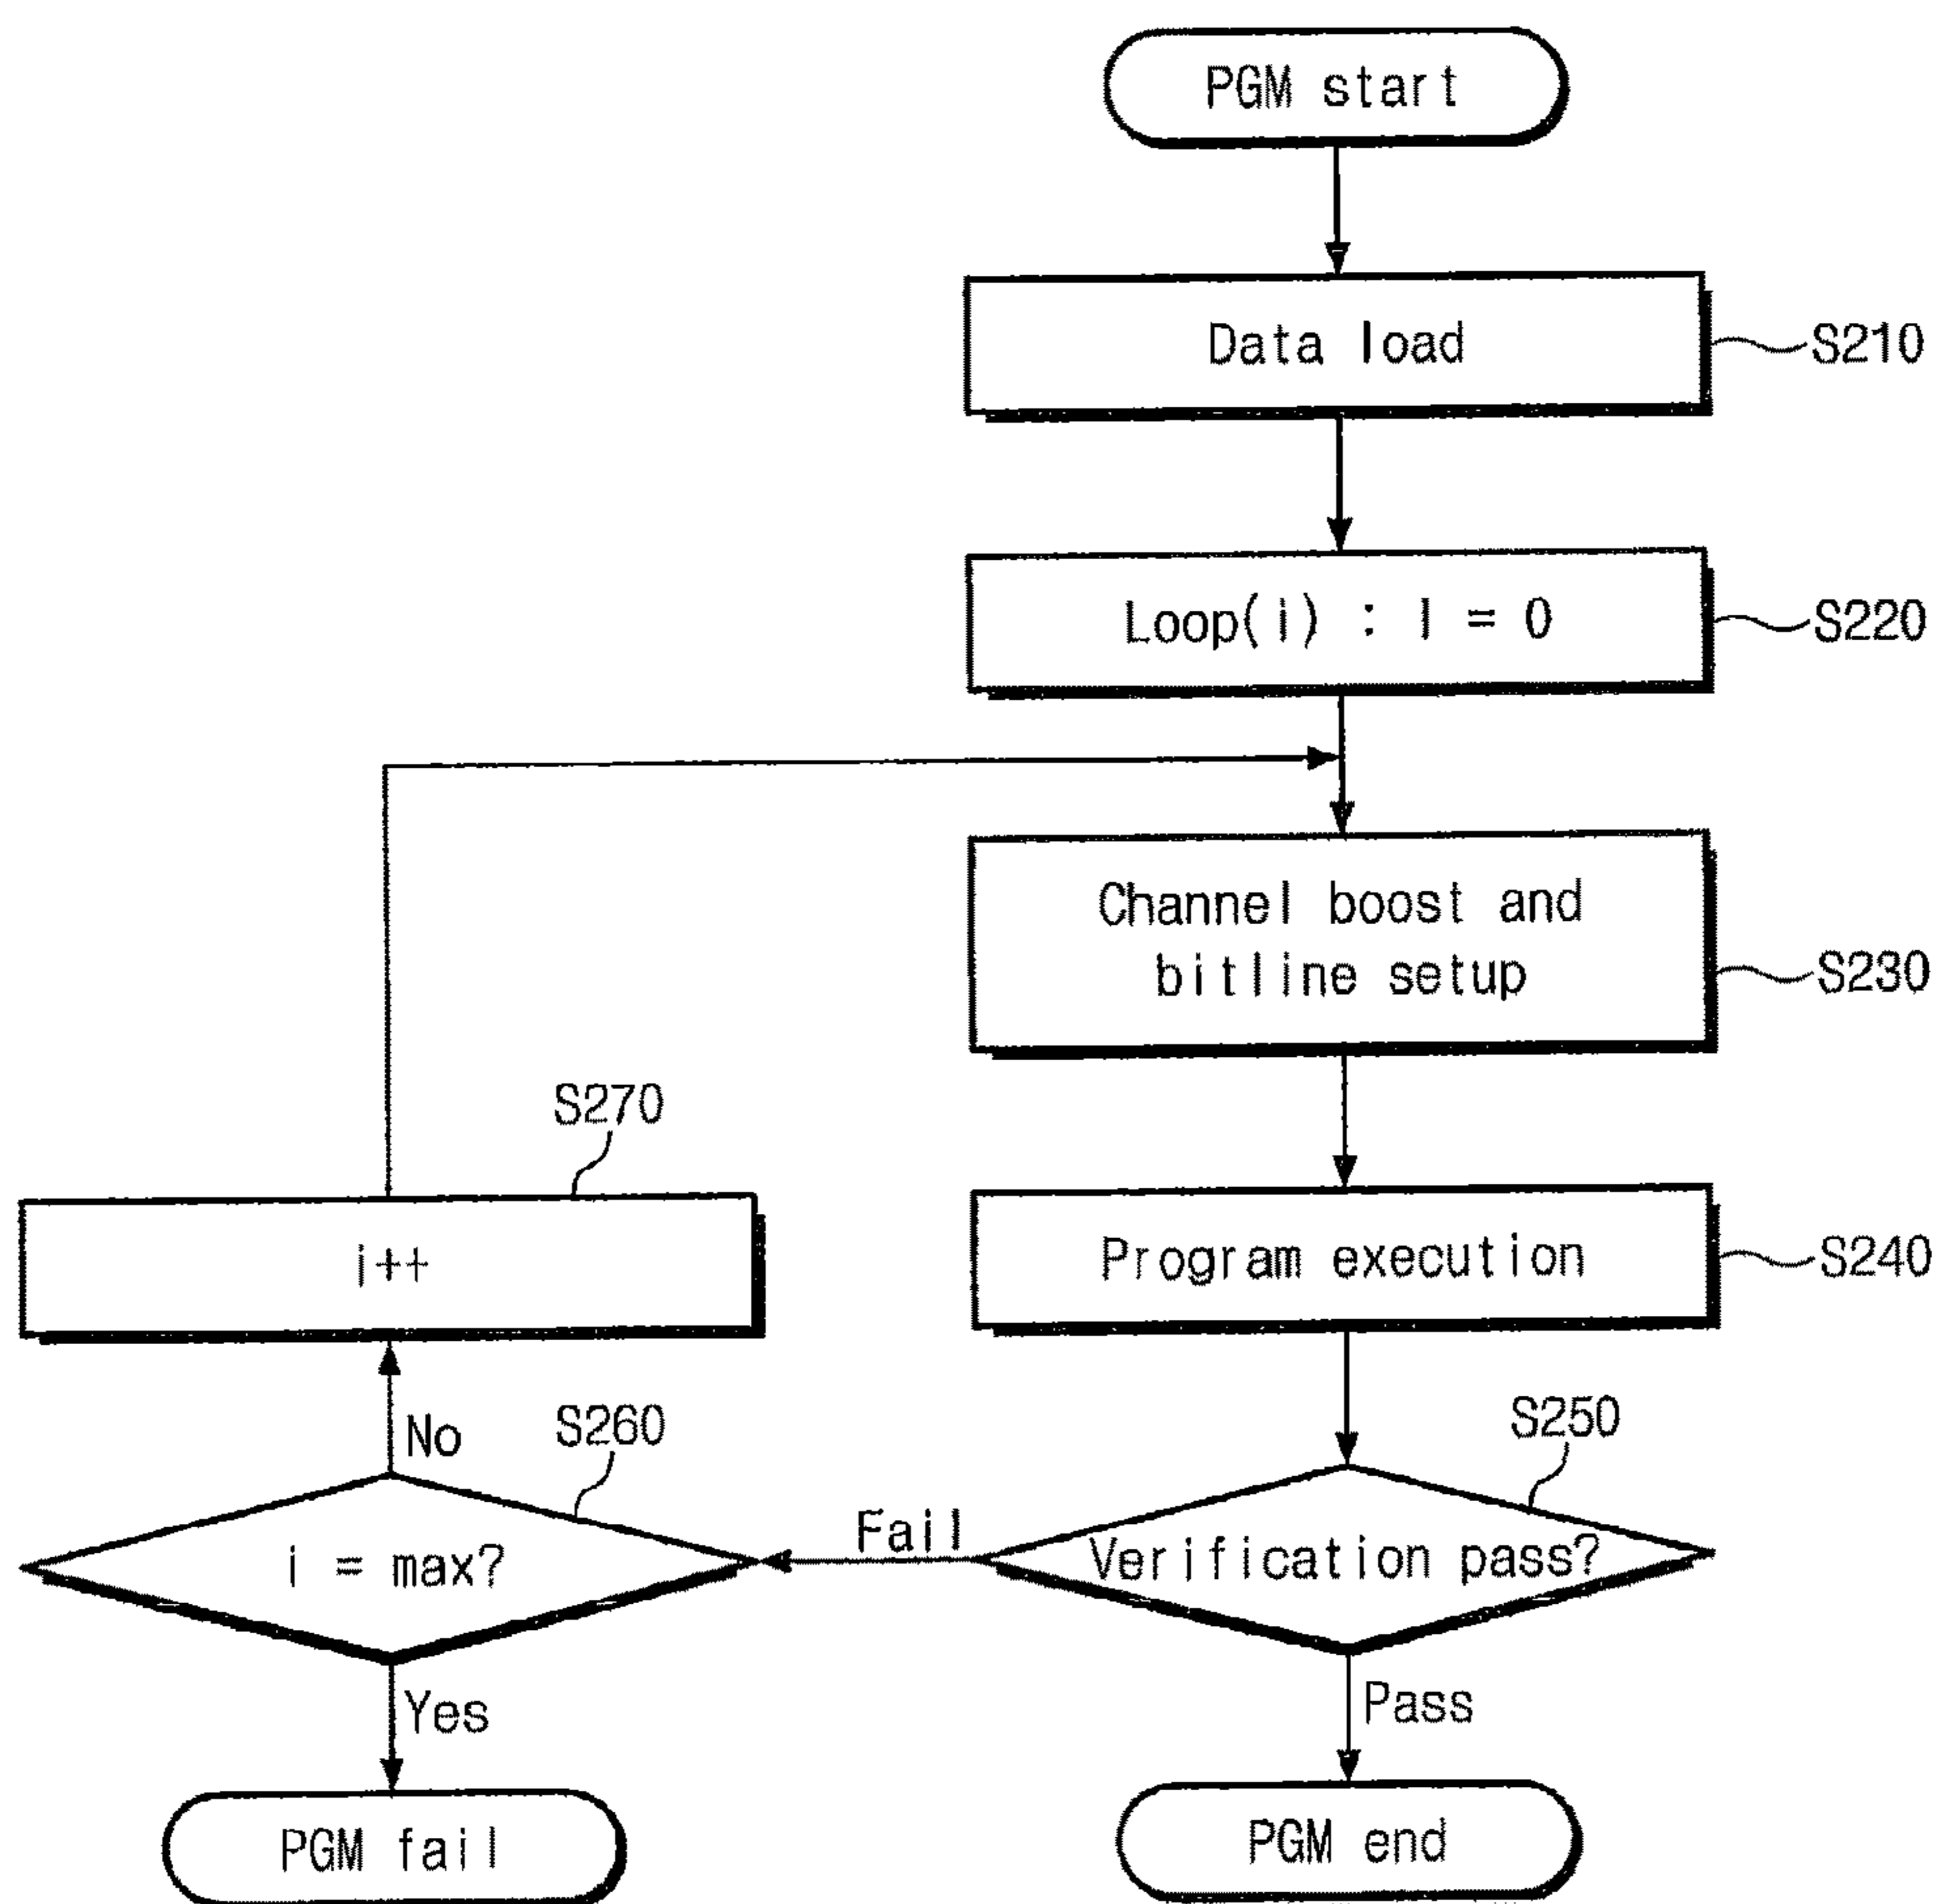 PGM start
Data load
S210
Loop(i) : I = 0
S220
Channel boost and
bitline setup
S230
S270
i++
Program execution
S240
No
S260
S250
i = max?
Fail
Verification pass?
Yes
Pass
PGM fail
PGM end